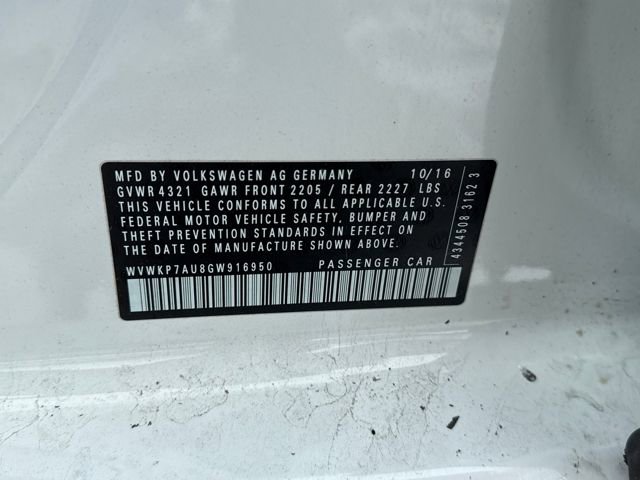 MFD BY VOLKSWAGEN AG GERMANY 10/16
GVWR 4321 GAWR FRONT 2205 / REAR 2227 LBS
THIS VEHICLE CONFORMS TO ALL APPLICABLE U.S.
FEDERAL MOTOR VEHICLE SAFETY, BUMPER AND
THEFT PREVENTION STANDARDS IN EFFECT ON
THE DATE OF MANUFACTURE SHOWN ABOVE.
WVWKP7AU8GW916950 PASSENGER CAR
4344508 3162 3